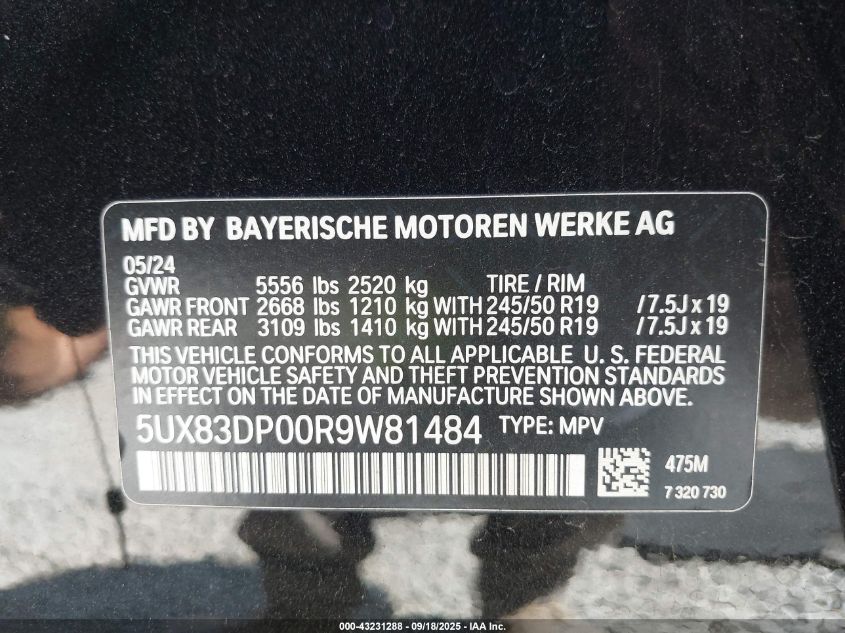 MFD BY BAYERISCHE MOTOREN WERKE AG
05/24
GVWR 5556 lbs 2520 kg TIRE / RIM
GAWR FRONT 2668 lbs 1210 kg WITH 245/50 R19 / 7.5J x 19
GAWR REAR 3109 lbs 1410 kg WITH 245/50 R19 / 7.5J x 19
THIS VEHICLE CONFORMS TO ALL APPLICABLE U. S. FEDERAL
MOTOR VEHICLE SAFETY AND THEFT PREVENTION STANDARDS
IN EFFECT ON THE DATE OF MANUFACTURE SHOWN ABOVE.
5UX83DP00R9W81484 TYPE: MPV
475M
7 320 730
000-43231288 - 09/18/2025 - IAA Inc.